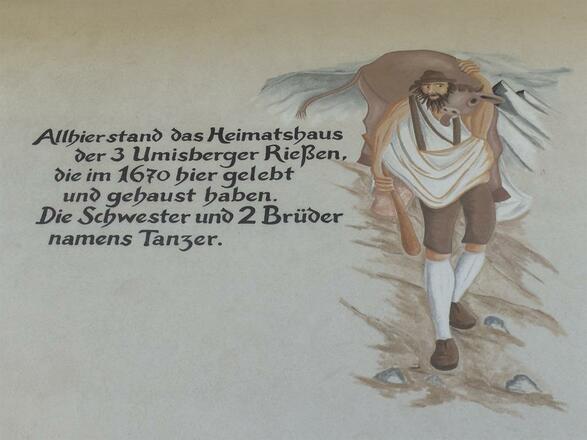 Allhier stand das Heimatshaus
der 3 Umisberger Rießen,
die im 1670 hier gelebt
und gehaust haben.
Die Schwester und 2 Brüder
namens Tanzer.